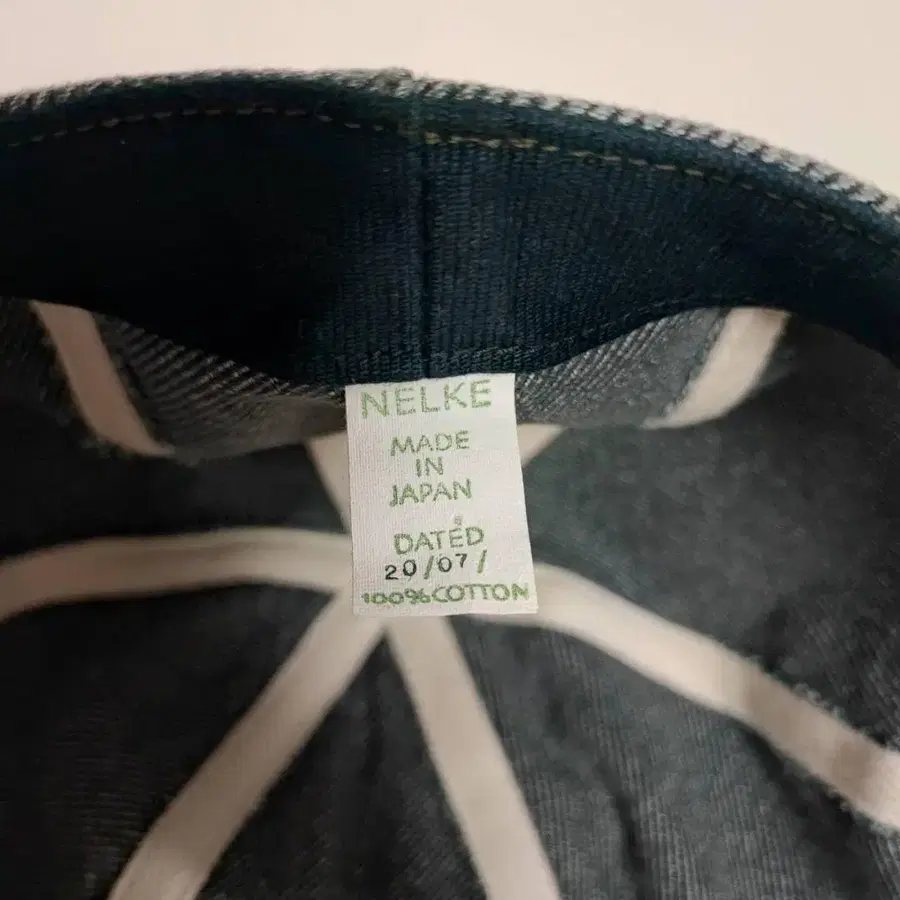 NELKE
MADE
IN
JAPAN
DATED
20/07/
100%COTTON